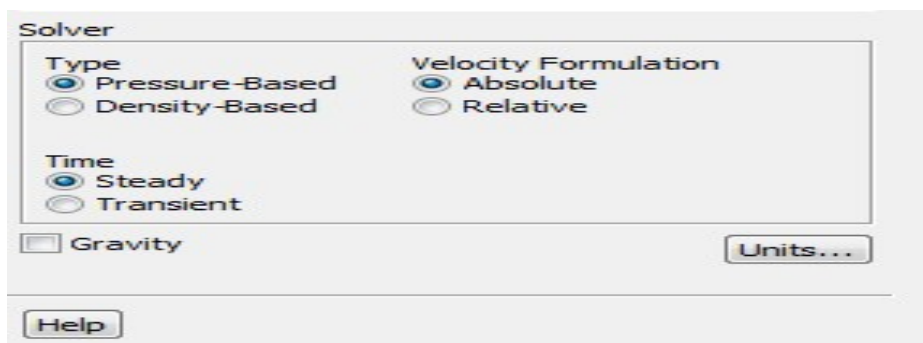 Solver
Type
Pressure-Based
Density-Based
Velocity Formulation
Absolute
Relative
Time
Steady
Transient
Gravity
Units...
Help